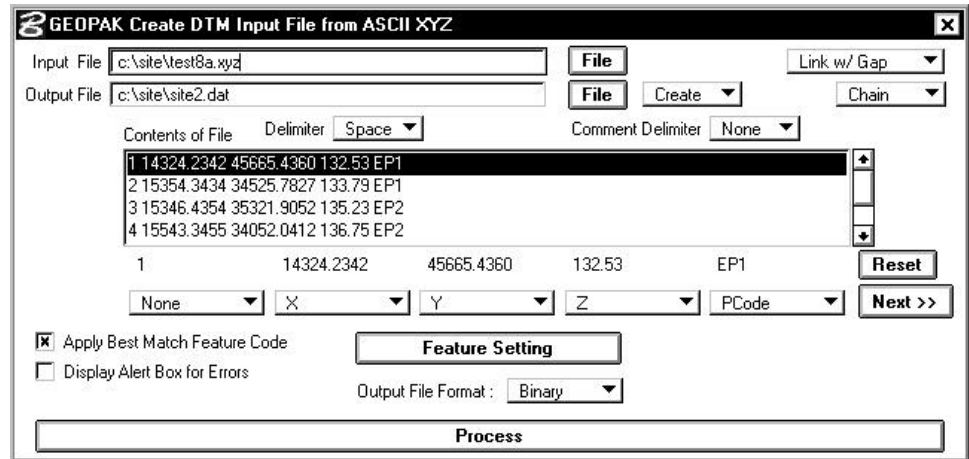 GEOPAK Create DTM Input File from ASCII XYZ
Input File c:\site\test8a.xyz File Link w/ Gap
Output File c:\site\site2.dat File Create Chain
Contents of File Delimiter Space Comment Delimiter None
1 14324.2342 45665.4360 132.53 EP1
2 15354.3434 34525.7827 133.79 EP1
3 15346.4354 35321.9052 135.23 EP2
4 15543.3455 34052.0412 136.75 EP2
1 14324.2342 45665.4360 132.53 EP1 Reset
None X Y Z PCode Next >>
Apply Best Match Feature Code Feature Setting
Display Alert Box for Errors
Output File Format : Binary
Process